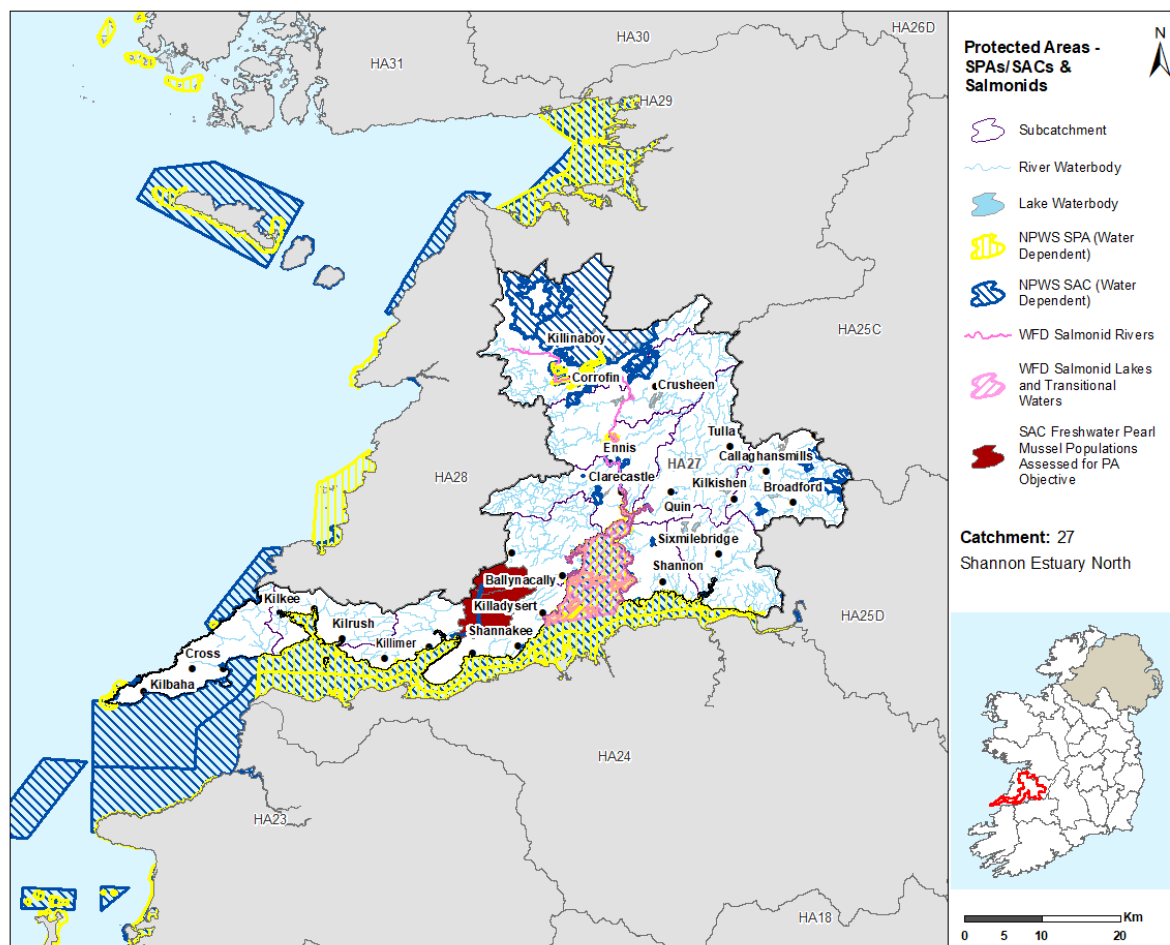 HA26D
HA30
HA31
HA29
HA25C
Killinaboy
Corrofin
Crusheen
Tulla
Ennis
HA27
Callaghansmills
HA28
Clarecastle
Kilkishen
Broadford
Quin
Sixmilebridge
Shannon
Ballynacally
Killadysert
HA25D
Kilkee
Kilrush
Shannakee
Killimer
Cross
Kilbaha
HA24
HA23
HA18
Protected Areas -
SPAs/SACs &
Salmonids
N
Subcatchment
River Waterbody
Lake Waterbody
NPWS SPA (Water
Dependent)
NPWS SAC (Water
Dependent)
WFD Salmonid Rivers
WFD Salmonid Lakes
and Transitional
Waters
SAC Freshwater Pearl
Mussel Populations
Assessed for PA
Objective
Catchment: 27
Shannon Estuary North
Km
0 5 10 20